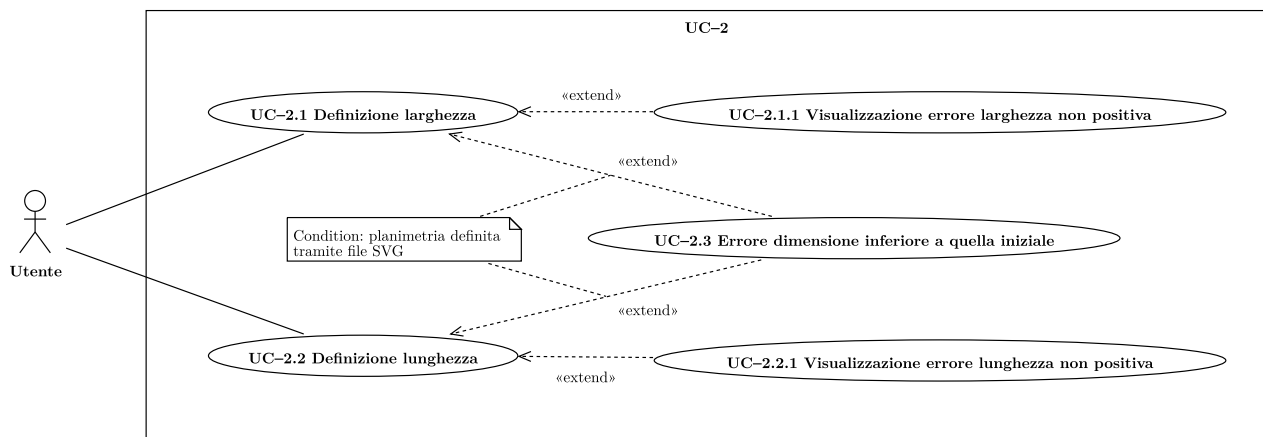 UC–2
«extend»
UC–2.1 Definizione larghezza
UC–2.1.1 Visualizzazione errore larghezza non positiva
«extend»
Condition: planimetria definita
tramite file SVG
UC–2.3 Errore dimensione inferiore a quella iniziale
Utente
«extend»
UC–2.2 Definizione lunghezza
UC–2.2.1 Visualizzazione errore lunghezza non positiva
«extend»